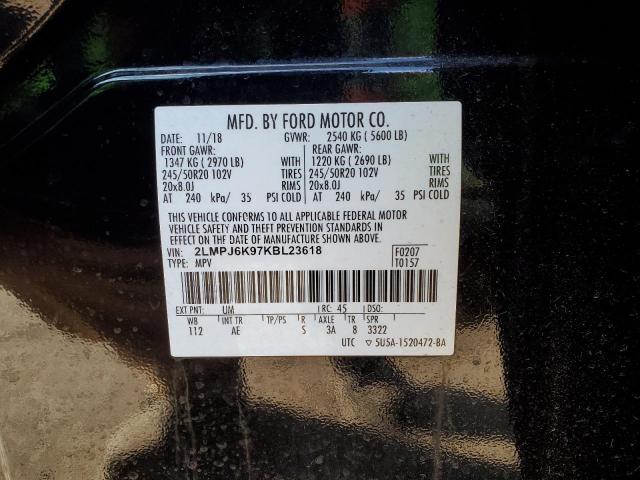 MFD. BY FORD MOTOR CO.
DATE: 11/18 GVWR: 2540 KG ( 5600 LB)
FRONT GAWR: REAR GAWR:
1347 KG ( 2970 LB) WITH 1220 KG ( 2690 LB) WITH
245/50R20 102V TIRES 245/50R20 102V TIRES
20x8.0J RIMS 20x8.0J RIMS
AT 240 kPa/ 35 PSI COLD AT 240 kPa/ 35 PSI COLD
THIS VEHICLE CONFORMS TO ALL APPLICABLE FEDERAL MOTOR
VEHICLE SAFETY AND THEFT PREVENTION STANDARDS IN
EFFECT ON THE DATE OF MANUFACTURE SHOWN ABOVE.
VIN: 2LMPJ6K97KBL23618 F0207
TYPE: MPV T0157
EXT PNT: UM RC: 45 DSO:
WB INT TR TP/PS R AXLE TR SPR
112 AE S 3A 8 3322
UTC ▽ 5U5A-1520472-BA